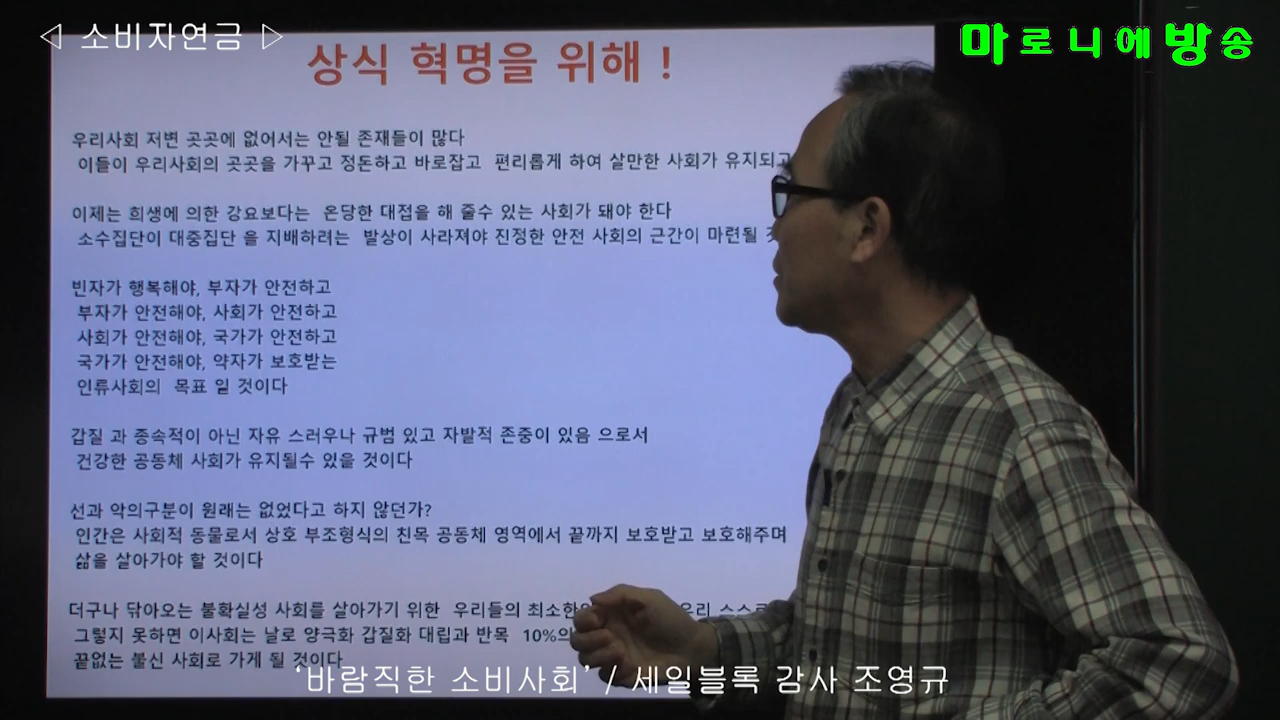 ◁ 소비자연금 ▷
마로니에방송
상식 혁명을 위해 !
우리사회 저변 곳곳에 없어서는 안될 존재들이 많다
이들이 우리사회의 곳곳을 가꾸고 정돈하고 바로잡고 편리롭게 하여 살만한 사회가 유지되고
이제는 희생에 의한 강요보다는 온당한 대접을 해 줄수 있는 사회가 돼야 한다
소수집단이 대중집단 을 지배하려는 발상이 사라져야 진정한 안전 사회의 근간이 마련될
빈자가 행복해야, 부자가 안전하고
부자가 안전해야, 사회가 안전하고
사회가 안전해야, 국가가 안전하고
국가가 안전해야, 약자가 보호받는
인류사회의 목표 일 것이다
갑질 과 종속적이 아닌 자유 스러우나 규범 있고 자발적 존중이 있음 으로서
건강한 공동체 사회가 유지될수 있을 것이다
선과 악의구분이 원래는 없었다고 하지 않던가?
인간은 사회적 동물로서 상호 부조형식의 친목 공동체 영역에서 끝까지 보호받고 보호해주며
삶을 살아가야 할 것이다
더구나 닦아오는 불확실성 사회를 살아가기 위한 우리들의 우리
그렇지 못하면 이사회는 날로 양극화 갑질화 대립과 반목 10%의
끝없는 불신 사회로 가게 될 것이다
‘바람직한 소비사회’ / 세일블록 감사 조영규